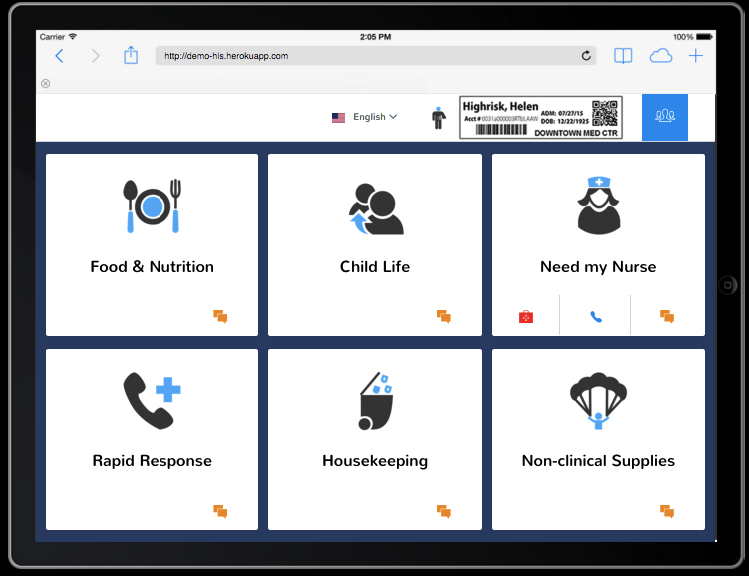 Carrier
2:05 PM
100%
http://demo-hls.herokuapp.com
English
Highrisk, Helen
ADM: 07/27/15
Acct # 0031a000003RTbLAAW
DOB: 12/22/1925
DOWNTOWN MED CTR
Food & Nutrition
Child Life
Need my Nurse
Rapid Response
Housekeeping
Non-clinical Supplies